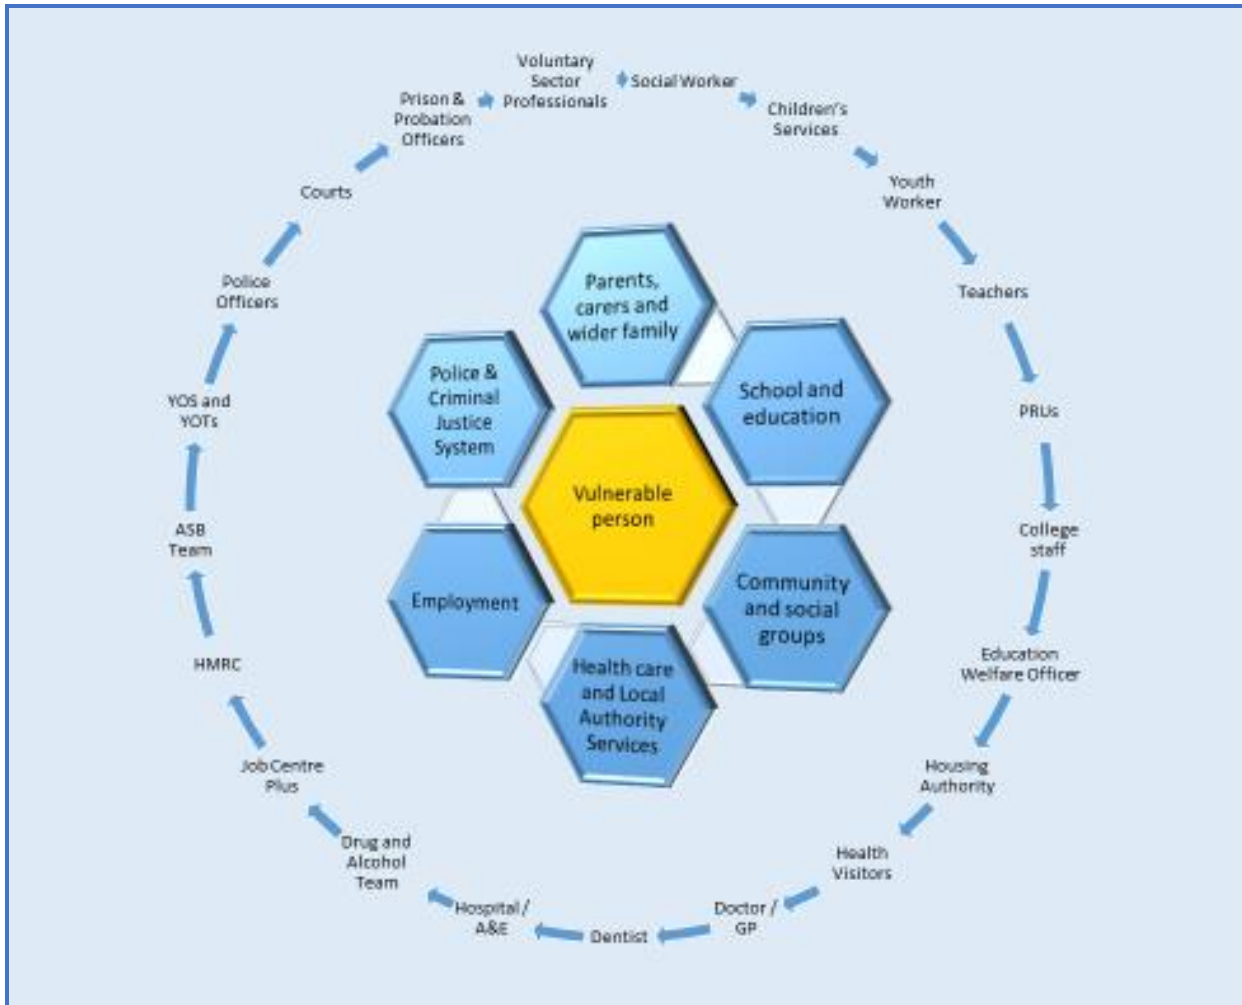 Voluntary
Sector
Professionals
Social Worker
Children's
Services
Youth
Worker
Teachers
PRUs
College
staff
Education
Welfare Officer
Housing
Authority
Health
Visitors
Doctor /
GP
Dentist
Hospital /
A&E
Drug and
Alcohol
Team
Job Centre
Plus
HMRC
ASB
Team
YOS and
YOTs
Police
Officers
Courts
Prison &
Probation
Officers
Parents,
carers and
wider family
School and
education
Community
and social
groups
Health care
and Local
Authority
Services
Employment
Police &
Criminal
Justice
System
Vulnerable
person